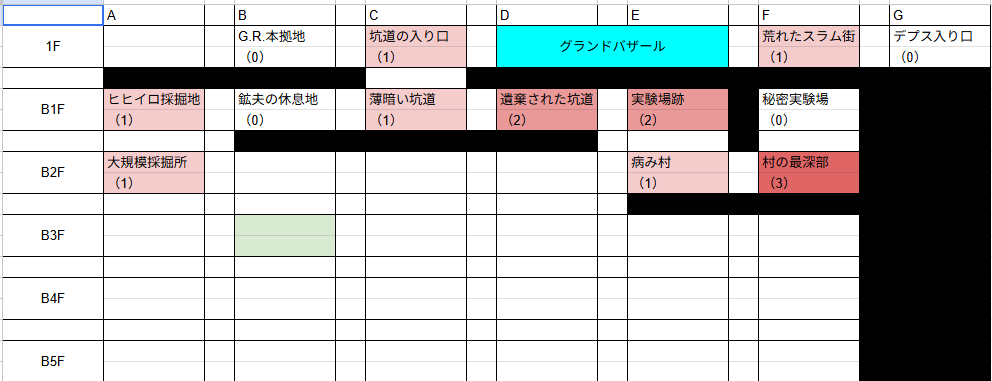 A B C D E F G
1F G.R.本拠地 坑道の入り口 グランドバザール 荒れたスラム街 デプス入り口
（0） （1） （1） （0）
B1F ヒヒイロ採掘地 鉱夫の休息地 薄暗い坑道 遺棄された坑道 実験場跡 秘密実験場
（1） （0） （1） （2） （2） （0）
B2F 大規模採掘所 病み村 村の最深部
（1） （1） （3）
B3F
B4F
B5F